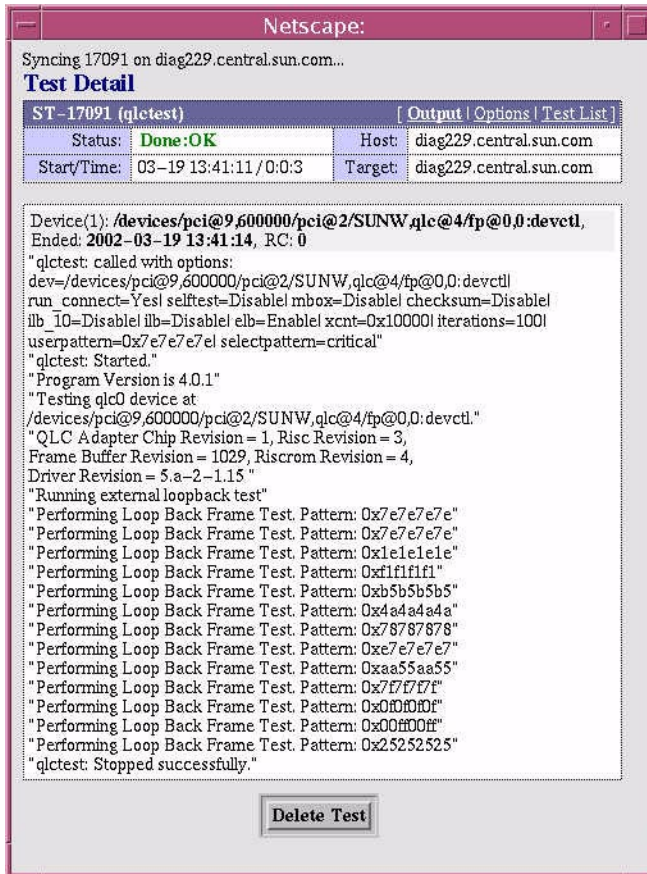 Netscape:
Syncing 17091 on diag229.central.sun.com...
Test Detail
ST-17091 (qlctest) [ Output | Options | Test List ]
Status: Done:OK Host: diag229.central.sun.com
Start/Time: 03-19 13:41:11 / 0:0:3 Target: diag229.central.sun.com
Device(1): /devices/pci@9,600000/pci@2/SUNW,qlc@4/fp@0,0:devctl,
Ended: 2002-03-19 13:41:14, RC: 0
"qlctest: called with options:
dev=/devices/pci@9,600000/pci@2/SUNW,qlc@4/fp@0,0:devctl|
run_connect=Yes| selftest=Disable| mbox=Disable| checksum=Disable|
ilb_10=Disable| ilb=Disable| elb=Enable| xcnt=0x10000| iterations=100|
userpattern=0x7e7e7e7e| selectpattern=critical"
"qlctest: Started."
"Program Version is 4.0.1"
"Testing qlc0 device at
/devices/pci@9,600000/pci@2/SUNW,qlc@4/fp@0,0:devctl."
"QLC Adapter Chip Revision = 1, Risc Revision = 3,
Frame Buffer Revision = 1029, Riscrom Revision = 4,
Driver Revision = 5.a-2-1.15 "
"Running external loopback test"
"Performing Loop Back Frame Test. Pattern: 0x7e7e7e7e"
"Performing Loop Back Frame Test. Pattern: 0x7e7e7e7e"
"Performing Loop Back Frame Test. Pattern: 0x1e1e1e1e"
"Performing Loop Back Frame Test. Pattern: 0xf1f1f1f1"
"Performing Loop Back Frame Test. Pattern: 0xb5b5b5b5"
"Performing Loop Back Frame Test. Pattern: 0x4a4a4a4a"
"Performing Loop Back Frame Test. Pattern: 0x78787878"
"Performing Loop Back Frame Test. Pattern: 0xe7e7e7e7"
"Performing Loop Back Frame Test. Pattern: 0xaa55aa55"
"Performing Loop Back Frame Test. Pattern: 0x7f7f7f7f"
"Performing Loop Back Frame Test. Pattern: 0x0f0f0f0f"
"Performing Loop Back Frame Test. Pattern: 0x00ff00ff"
"Performing Loop Back Frame Test. Pattern: 0x25252525"
"qlctest: Stopped successfully."
Delete Test